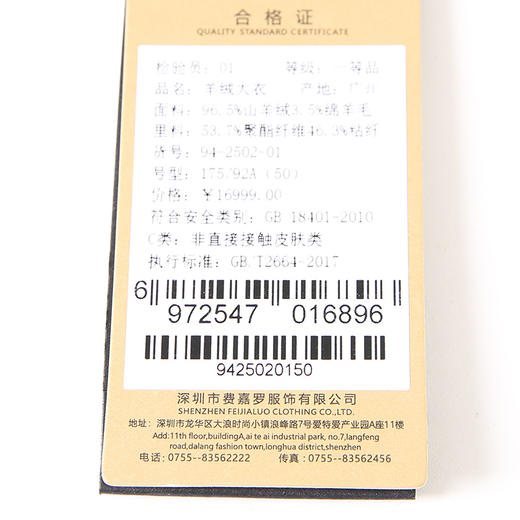 合格证
QUALITY STANDARD CERTIFICATE
检验员: 01 等级: 一等品
品名: 羊绒大衣 产地: 广州
面料: 96.5%山羊绒3.5%绵羊毛
里料: 53.7%聚酯纤维46.3%粘纤
货号: 94-2502-01
号型: 175/92A (50)
价格: ￥16999.00
符合安全类别: GB 18401-2010
C类: 非直接接触皮肤类
执行标准: GB/T2664-2017
6 972547 016896
9425020150
深圳市费嘉罗服饰有限公司
SHENZHEN FEIJIALUO CLOTHING CO.,LTD.
地址: 深圳市龙华区大浪时尚小镇浪峰路7号爱特爱产业园A座11楼
Add:11th floor,buildingA,ai te ai industrial park, no.7,langfeng
road,dalang fashion town,longhua district,shenzhen
电话: 0755--83562222 传真: 0755--83562456